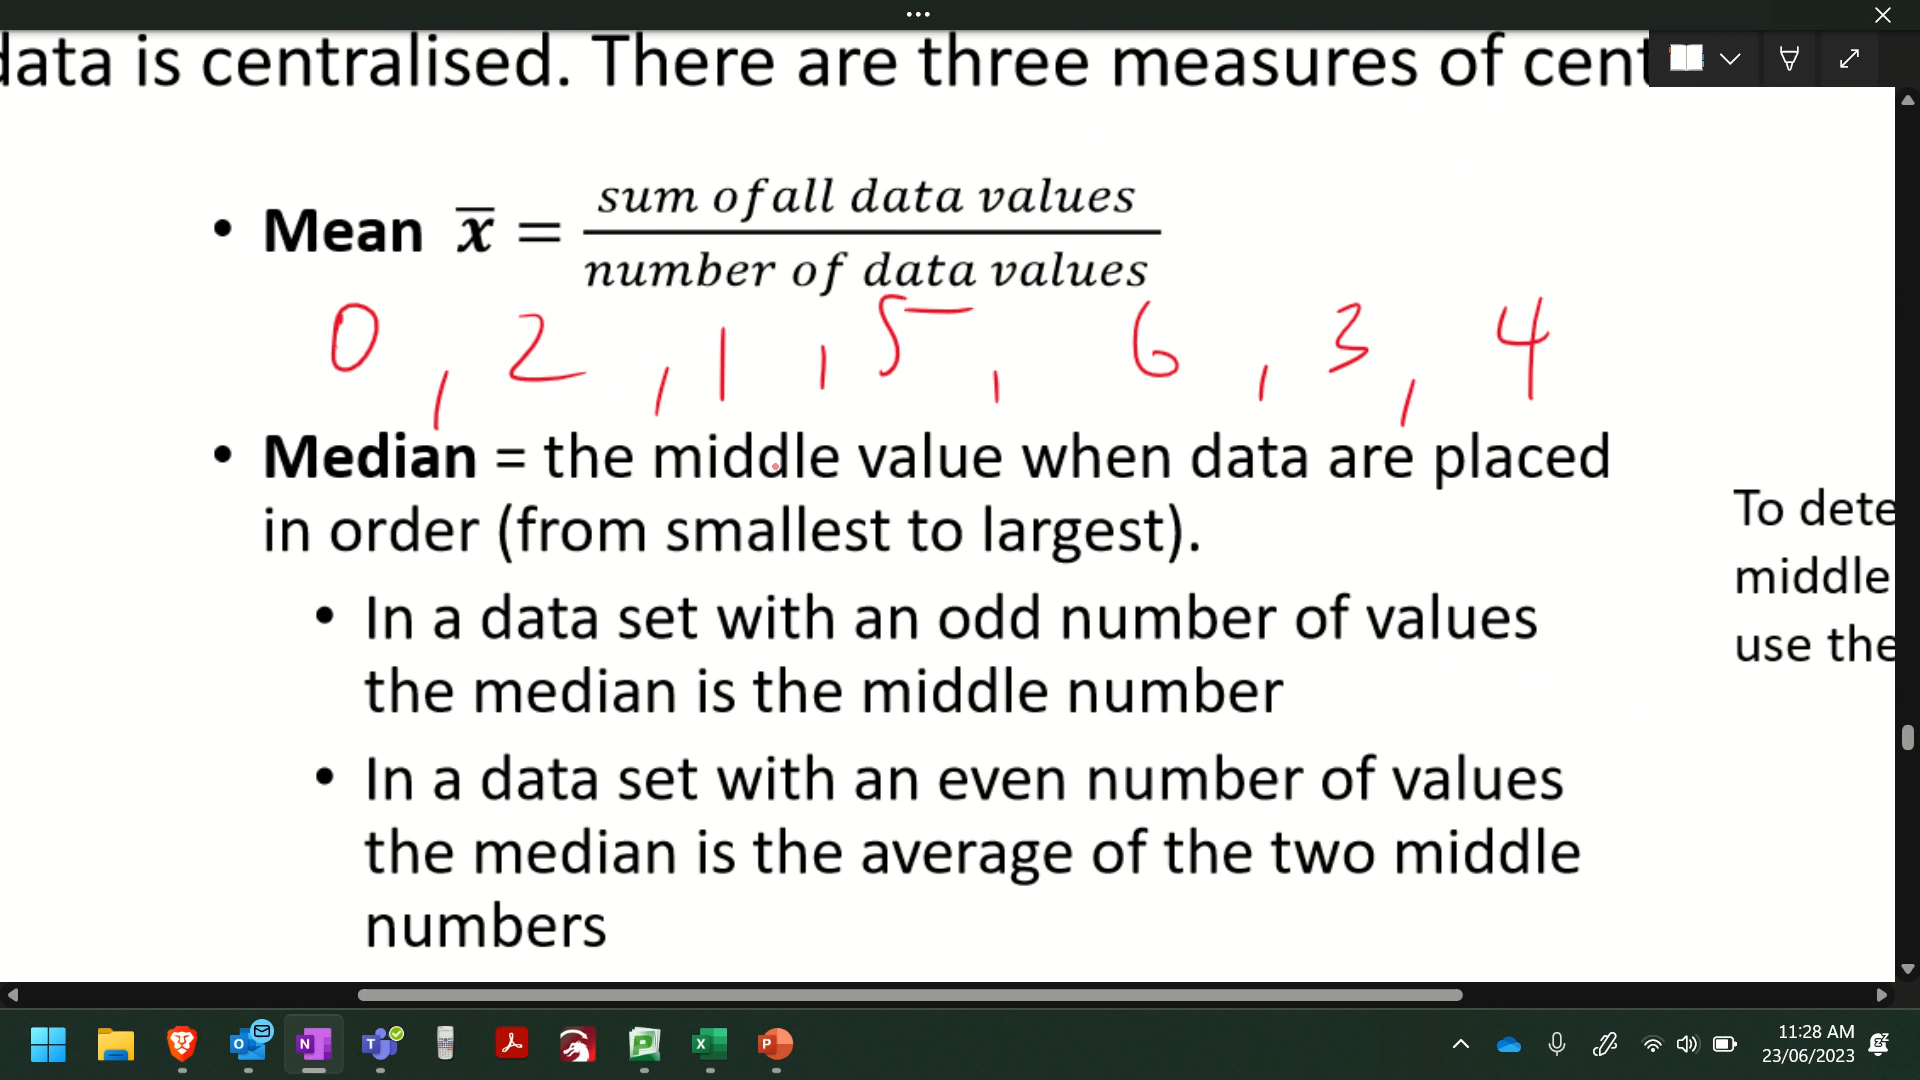 data is centralised. There are three measures of cent
• Mean x̄ = sum of all data values
number of data values
0, 2, 1, 5, 6, 3, 4
• Median = the middle value when data are placed
in order (from smallest to largest).
• In a data set with an odd number of values
the median is the middle number
• In a data set with an even number of values
the median is the average of the two middle
numbers
To dete
middle
use the
11:28 AM
23/06/2023